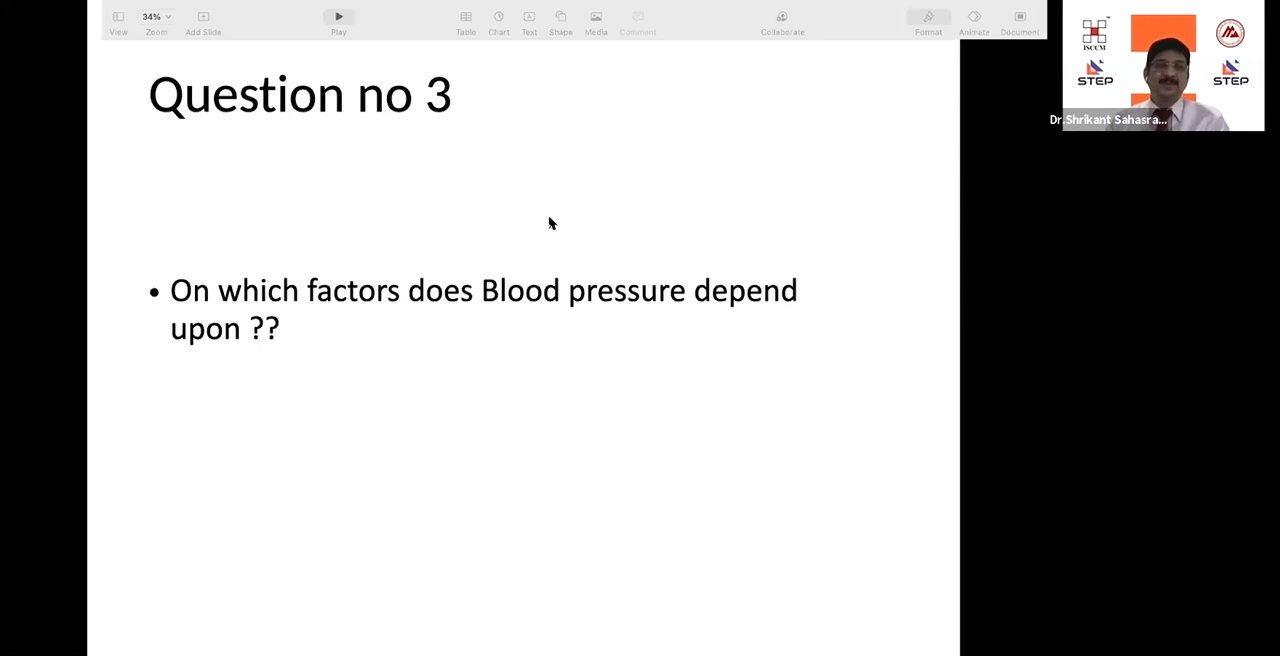 34%
View
Zoom
Add Slide
Play
Table
Chart
Text
Shape
Media
Comment
Collaborate
Format
Animate
Document
ISCCM
STEP
STEP
Dr.Shrikant Sahasra...
Question no 3
• On which factors does Blood pressure depend
upon ??